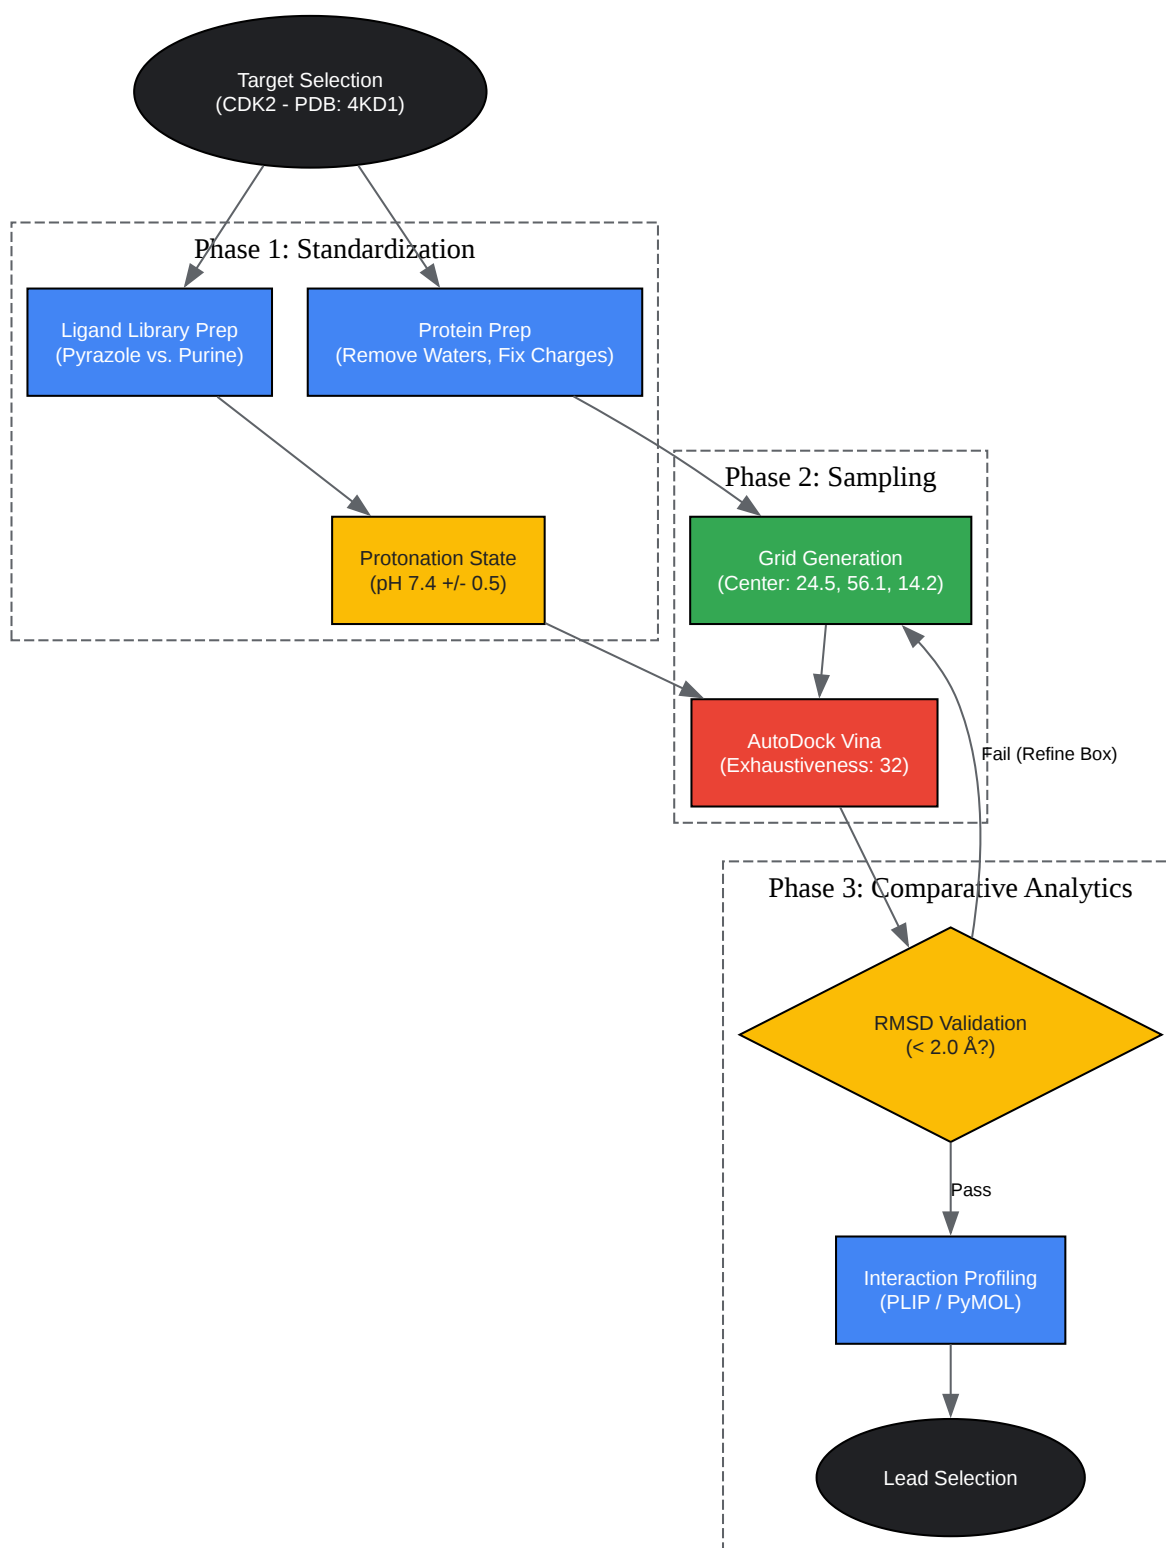 Target Selection
(CDK2 - PDB: 4KD1)
Phase 1: Standardization
Ligand Library Prep
(Pyrazole vs. Purine)
Protein Prep
(Remove Waters, Fix Charges)
Phase 2: Sampling
Protonation State
(pH 7.4 +/- 0.5)
Grid Generation
(Center: 24.5, 56.1, 14.2)
AutoDock Vina
(Exhaustiveness: 32)
Fail (Refine Box)
Phase 3: Comparative Analytics
RMSD Validation
(< 2.0 Å?)
Pass
Interaction Profiling
(PLIP / PyMOL)
Lead Selection